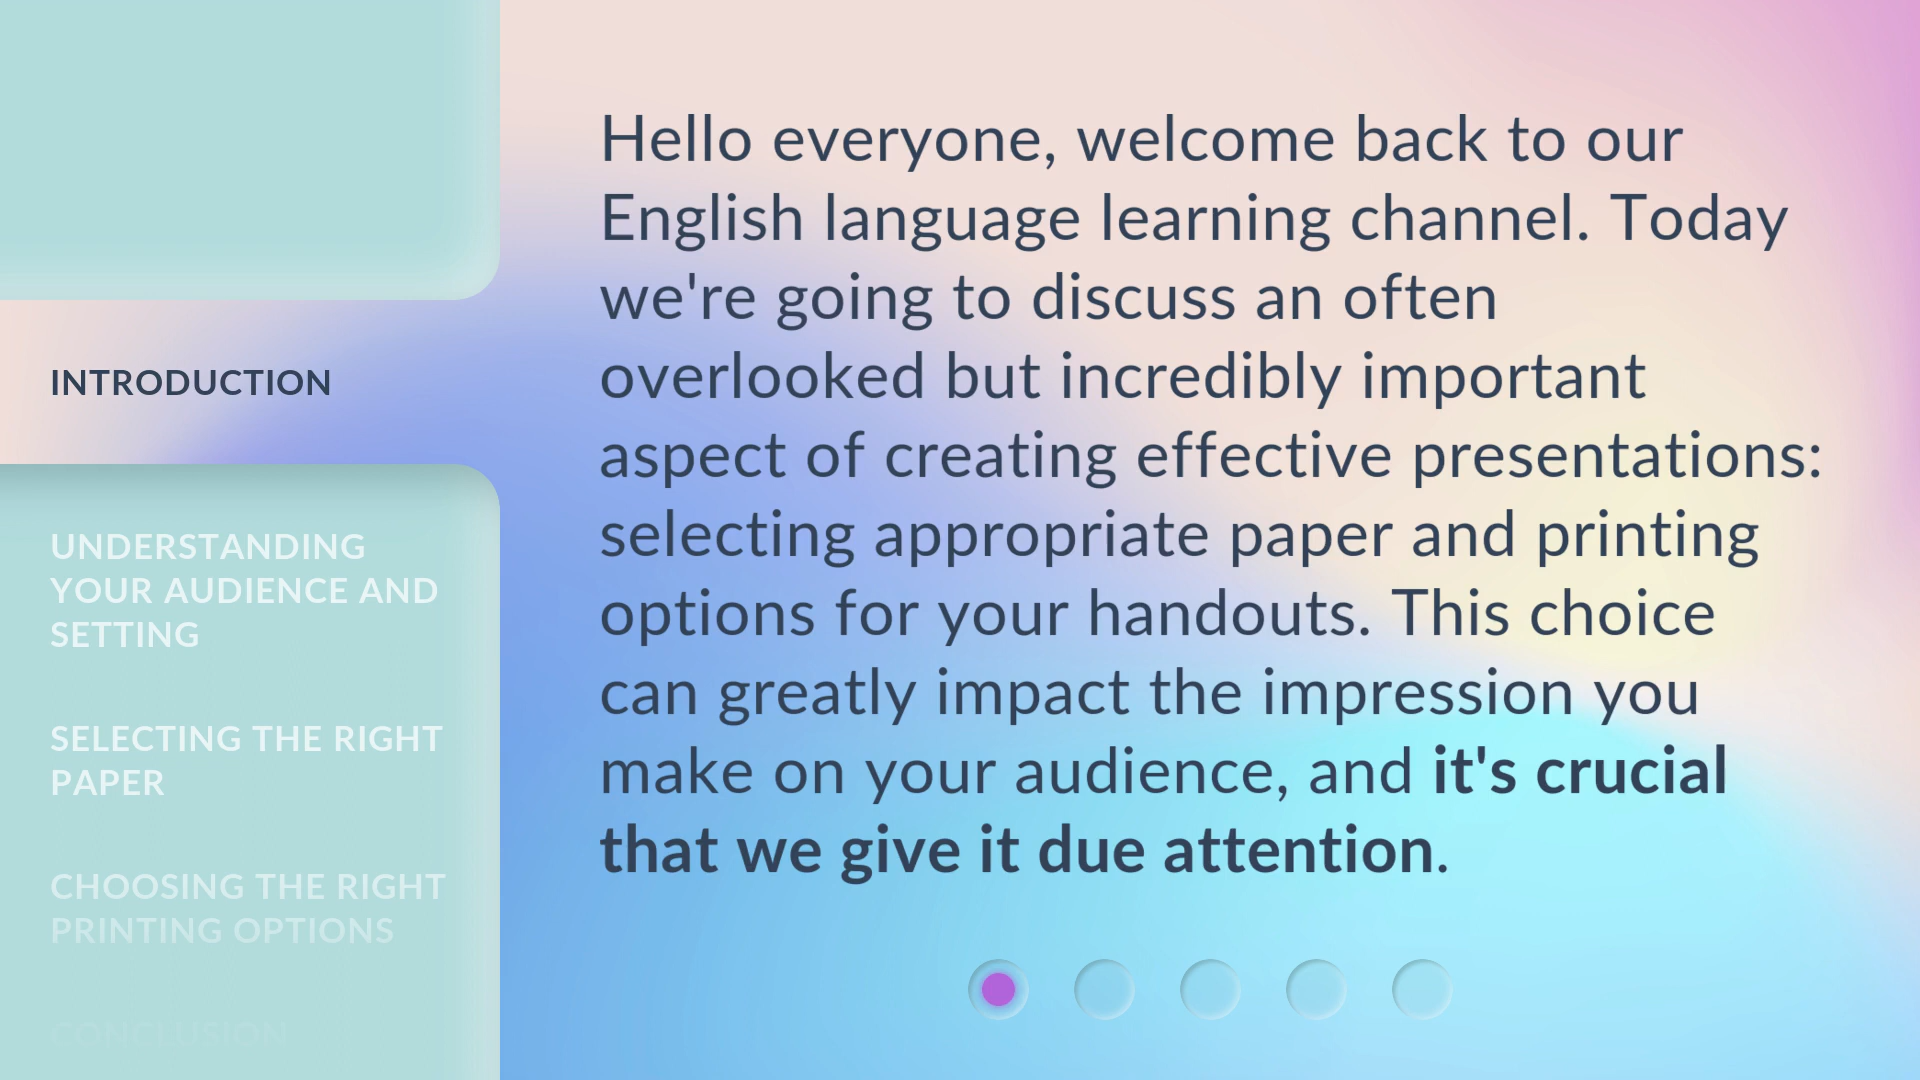 INTRODUCTION
UNDERSTANDING
YOUR AUDIENCE AND
SETTING
SELECTING THE RIGHT
PAPER
CHOOSING THE RIGHT
PRINTING OPTIONS
CONCLUSION
Hello everyone, welcome back to our
English language learning channel. Today
we're going to discuss an often
overlooked but incredibly important
aspect of creating effective presentations:
selecting appropriate paper and printing
options for your handouts. This choice
can greatly impact the impression you
make on your audience, and it's crucial
that we give it due attention.